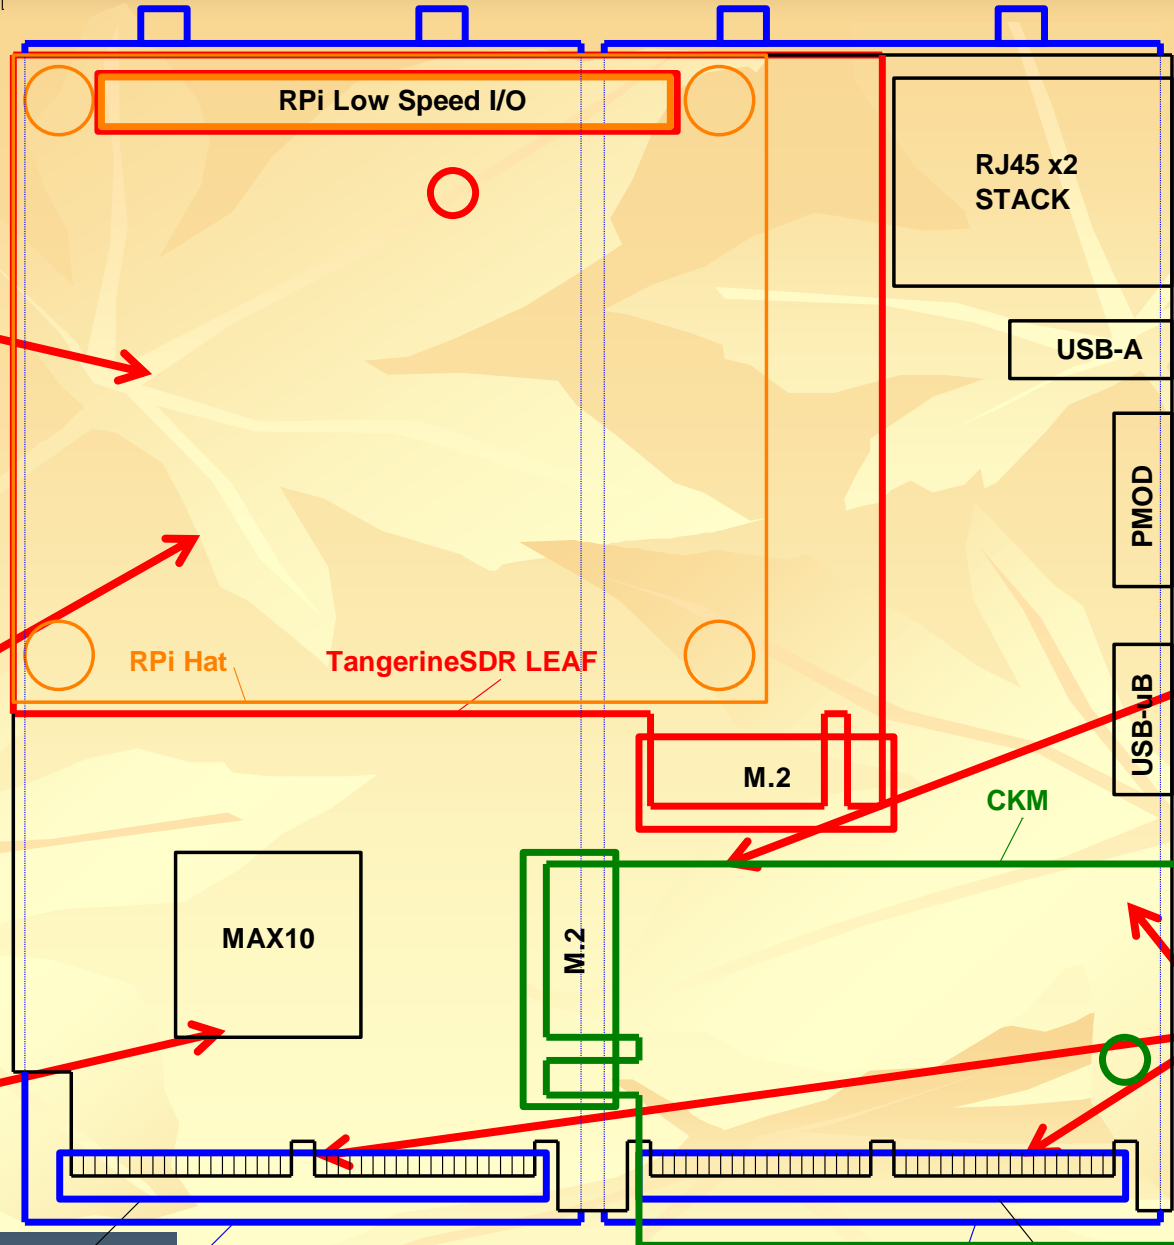 RPi Low Speed I/O
RJ45 x2
STACK
USB-A
PMOD
RPi Hat
TangerineSDR LEAF
USB-uB
M.2
CKM
MAX10
M.2